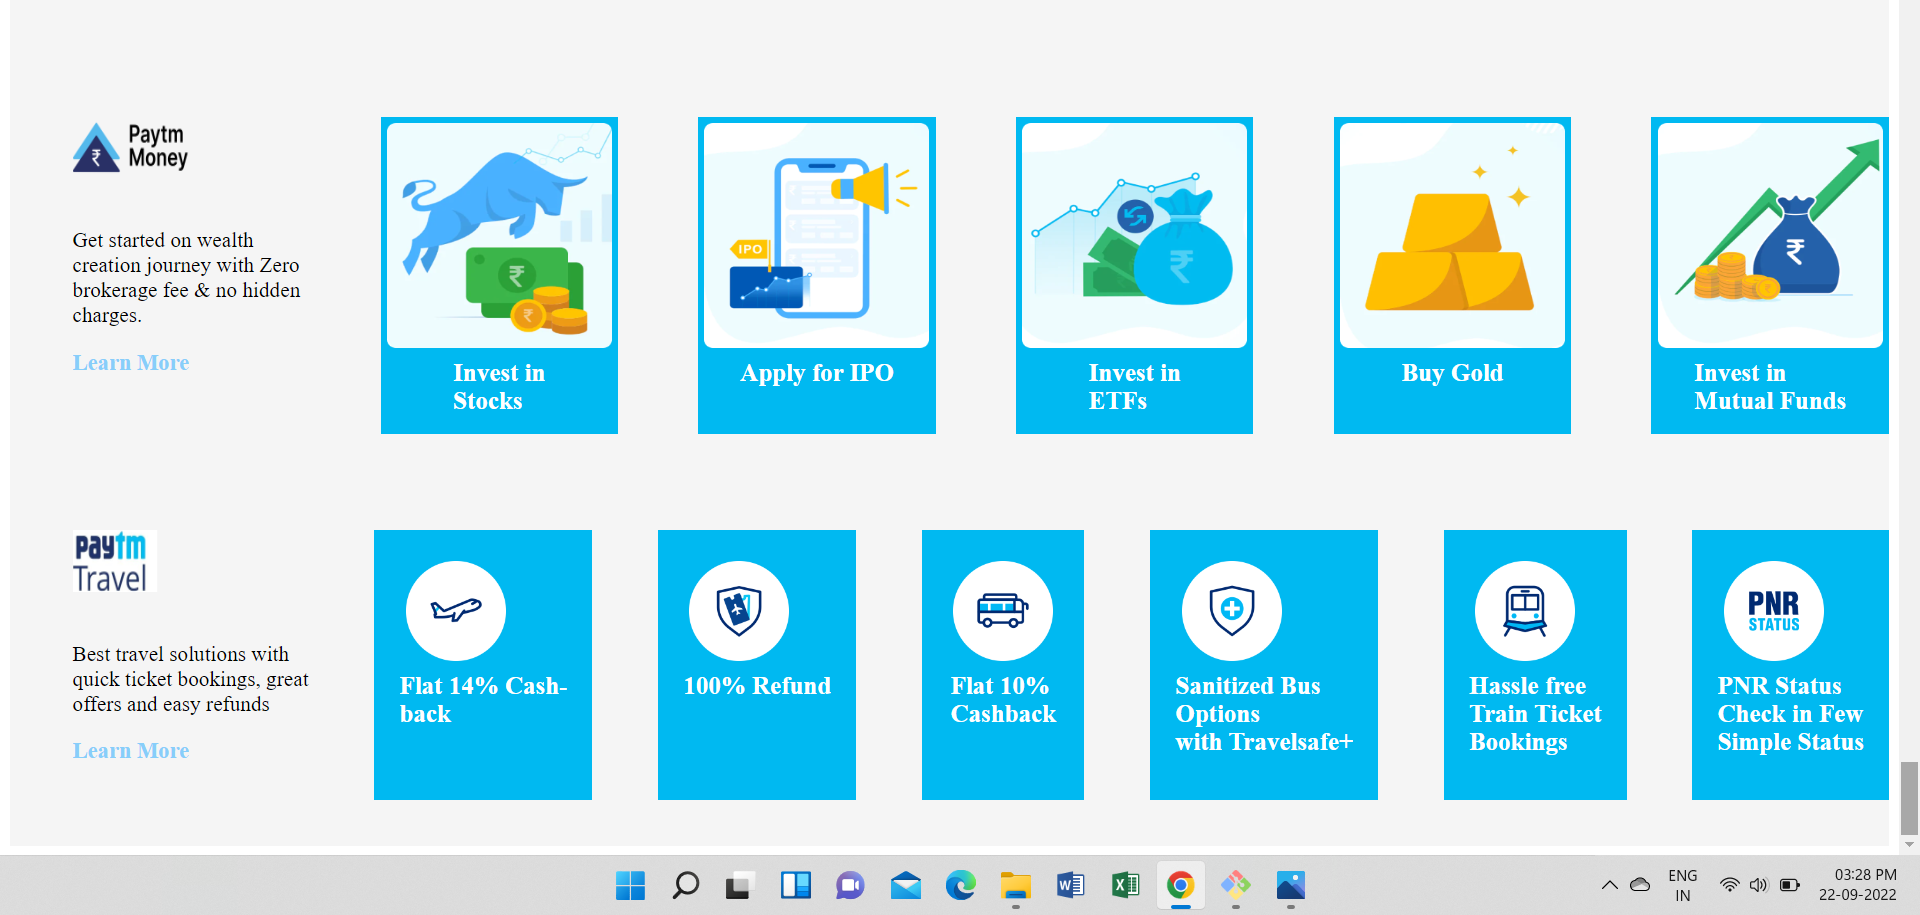 Paytm
Money
Get started on wealth
creation journey with Zero
brokerage fee & no hidden
charges.
Learn More
₹
₹
Invest in
Stocks
IPO
Apply for IPO
₹
Invest in
ETFs
Buy Gold
₹
Invest in
Mutual Funds
paytm
Travel
Best travel solutions with
quick ticket bookings, great
offers and easy refunds
Learn More
Flat 14% Cash-
back
100% Refund
Flat 10%
Cashback
Sanitized Bus
Options
with Travelsafe+
Hassle free
Train Ticket
Bookings
PNR
STATUS
PNR Status
Check in Few
Simple Status
ENG
IN
03:28 PM
22-09-2022